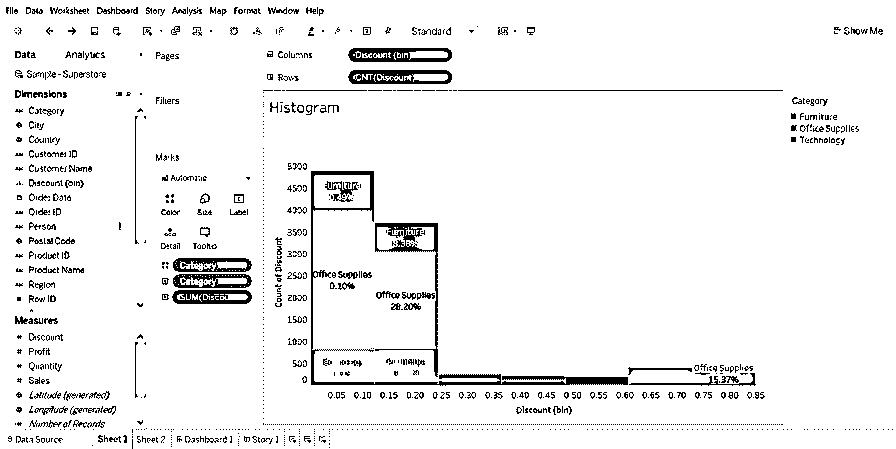 File Data Worksheet Dashboard Story Analysis Map Format Window Help
Standard
Show Me
Data Analytics
Sample - Superstore
Dimensions
Category
City
Country
Customer ID
Customer Name
Discount (bin)
Order Date
Order ID
Person
Postal Code
Product ID
Product Name
Region
Row ID
Measures
Discount
Profit
Quantity
Sales
Latitude (generated)
Longitude (generated)
Number of Records
Pages
Filters
Marks
Automatic
Color Size Label
Detail Tooltip
Category
Category
Columns Discount (bin)
Rows CNT(Discount)
Histogram
Count of Discount
5000
4500
4000
3500
3000
2500
2000
1500
1000
500
0
Furniture
Furniture
Office Supplies
0.10%
Office Supplies
28.20%
Office Supplies
15.37%
0.05 0.10 0.15 0.20 0.25 0.30 0.35 0.40 0.45 0.50 0.55 0.60 0.65 0.70 0.75 0.80 0.85
Discount (bin)
Category
Furniture
Office Supplies
Technology
Data Source Sheet 1 Sheet 2 Dashboard 1 Story 1